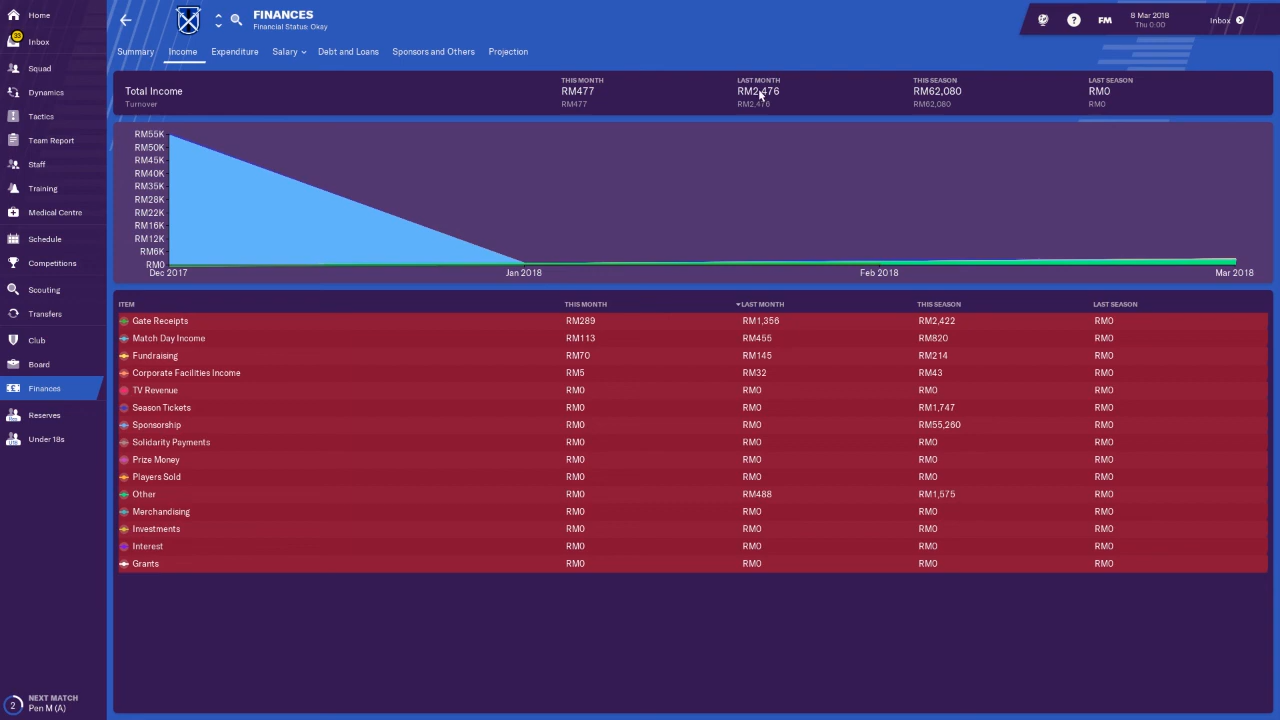 Home
FINANCES
Financial Status: Okay
FM
8 Mar 2018
Thu 0:00
Inbox
33
Inbox
Summary
Income
Expenditure
Salary
Debt and Loans
Sponsors and Others
Projection
Squad
Dynamics
Tactics
Team Report
Staff
Training
Medical Centre
Schedule
Competitions
Scouting
Transfers
Club
Board
Finances
Reserves
Under 18s
NEXT MATCH
2 Pen M (A)
THIS MONTH LAST MONTH THIS SEASON LAST SEASON
Total Income RM477 RM2,476 RM62,080 RM0
Turnover RM477 RM2,476 RM62,080 RM0
RM55K
RM50K
RM45K
RM40K
RM35K
RM28K
RM22K
RM16K
RM12K
RM6K
RM0
Dec 2017 Jan 2018 Feb 2018 Mar 2018
ITEM THIS MONTH LAST MONTH THIS SEASON LAST SEASON
Gate Receipts RM289 RM1,356 RM2,422 RM0
Match Day Income RM113 RM455 RM820 RM0
Fundraising RM70 RM145 RM214 RM0
Corporate Facilities Income RM5 RM32 RM43 RM0
TV Revenue RM0 RM0 RM0 RM0
Season Tickets RM0 RM0 RM1,747 RM0
Sponsorship RM0 RM0 RM55,260 RM0
Solidarity Payments RM0 RM0 RM0 RM0
Prize Money RM0 RM0 RM0 RM0
Players Sold RM0 RM0 RM0 RM0
Other RM0 RM488 RM1,575 RM0
Merchandising RM0 RM0 RM0 RM0
Investments RM0 RM0 RM0 RM0
Interest RM0 RM0 RM0 RM0
Grants RM0 RM0 RM0 RM0